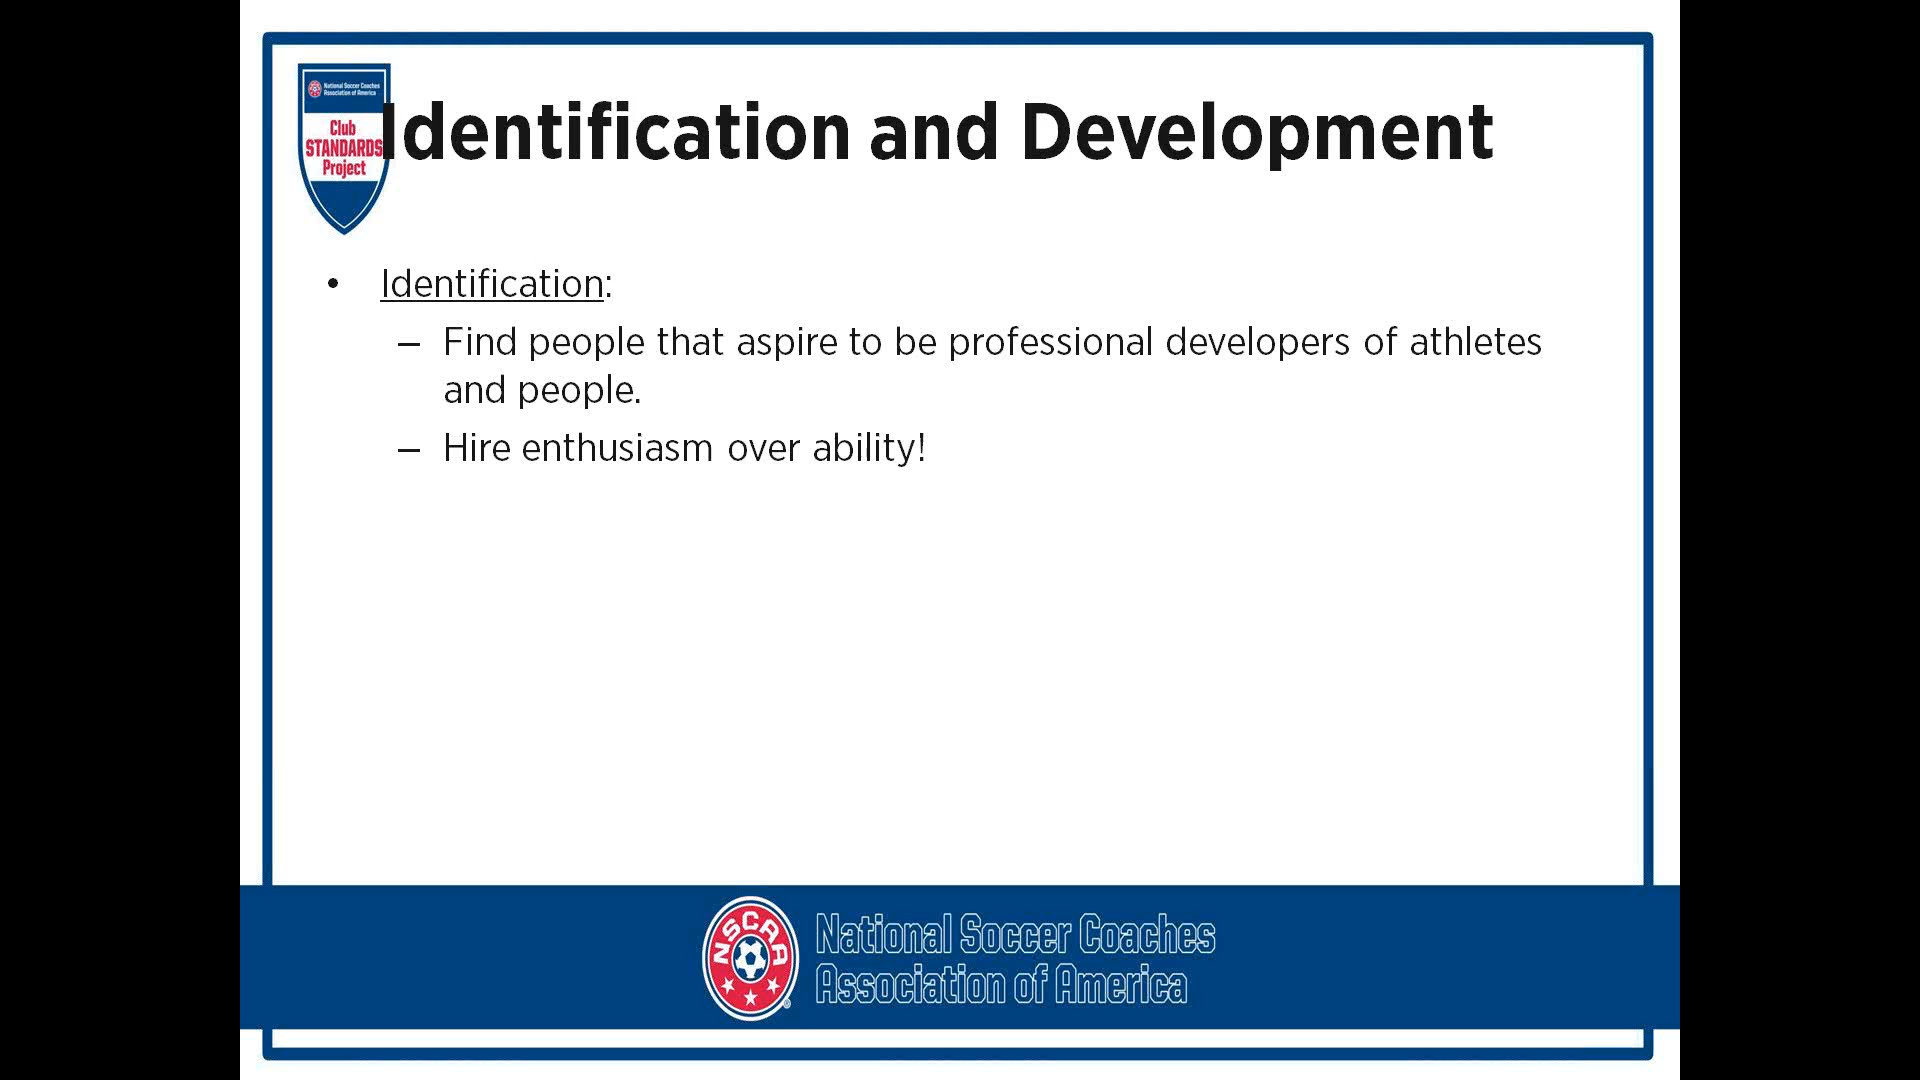 National Soccer Coaches
Association of America
Club
STANDARDS
Project
Identification and Development
• Identification:
– Find people that aspire to be professional developers of athletes
and people.
– Hire enthusiasm over ability!
NSCAA
National Soccer Coaches
Association of America